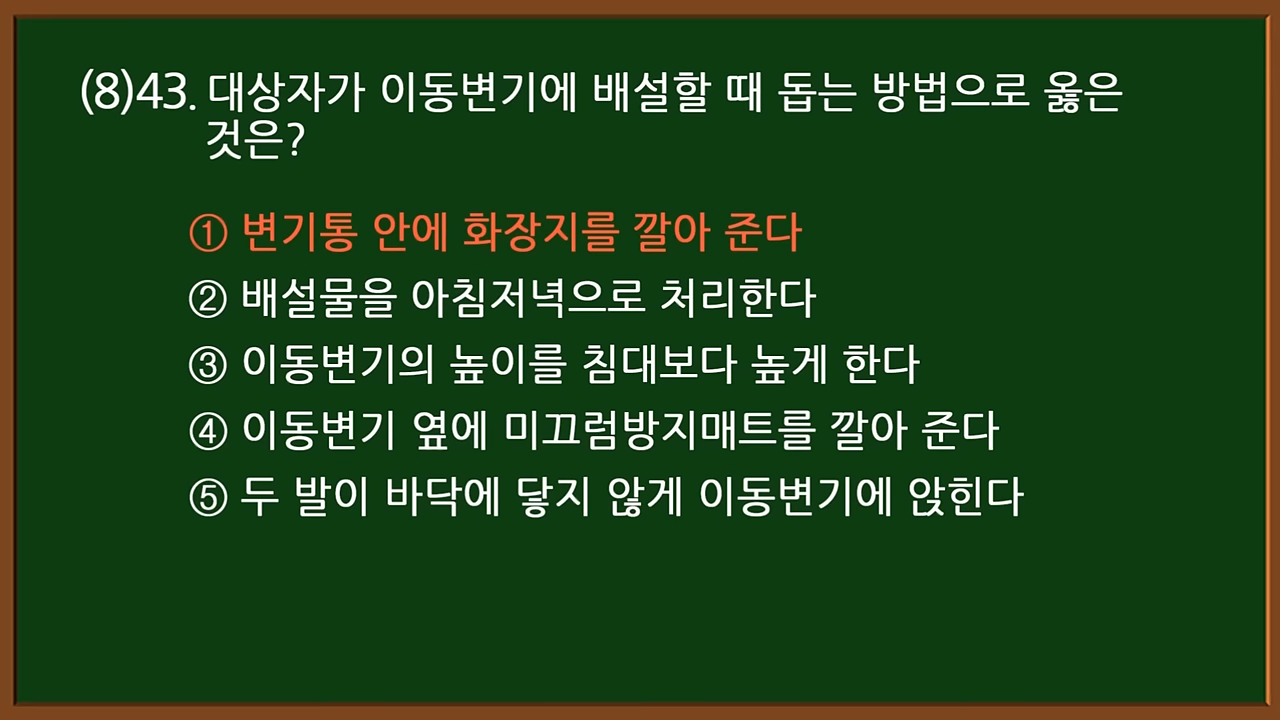 (8)43. 대상자가 이동변기에 배설할 때 돕는 방법으로 옳은
것은?
① 변기통 안에 화장지를 깔아 준다
② 배설물을 아침저녁으로 처리한다
③ 이동변기의 높이를 침대보다 높게 한다
④ 이동변기 옆에 미끄럼방지매트를 깔아 준다
⑤ 두 발이 바닥에 닿지 않게 이동변기에 앉힌다